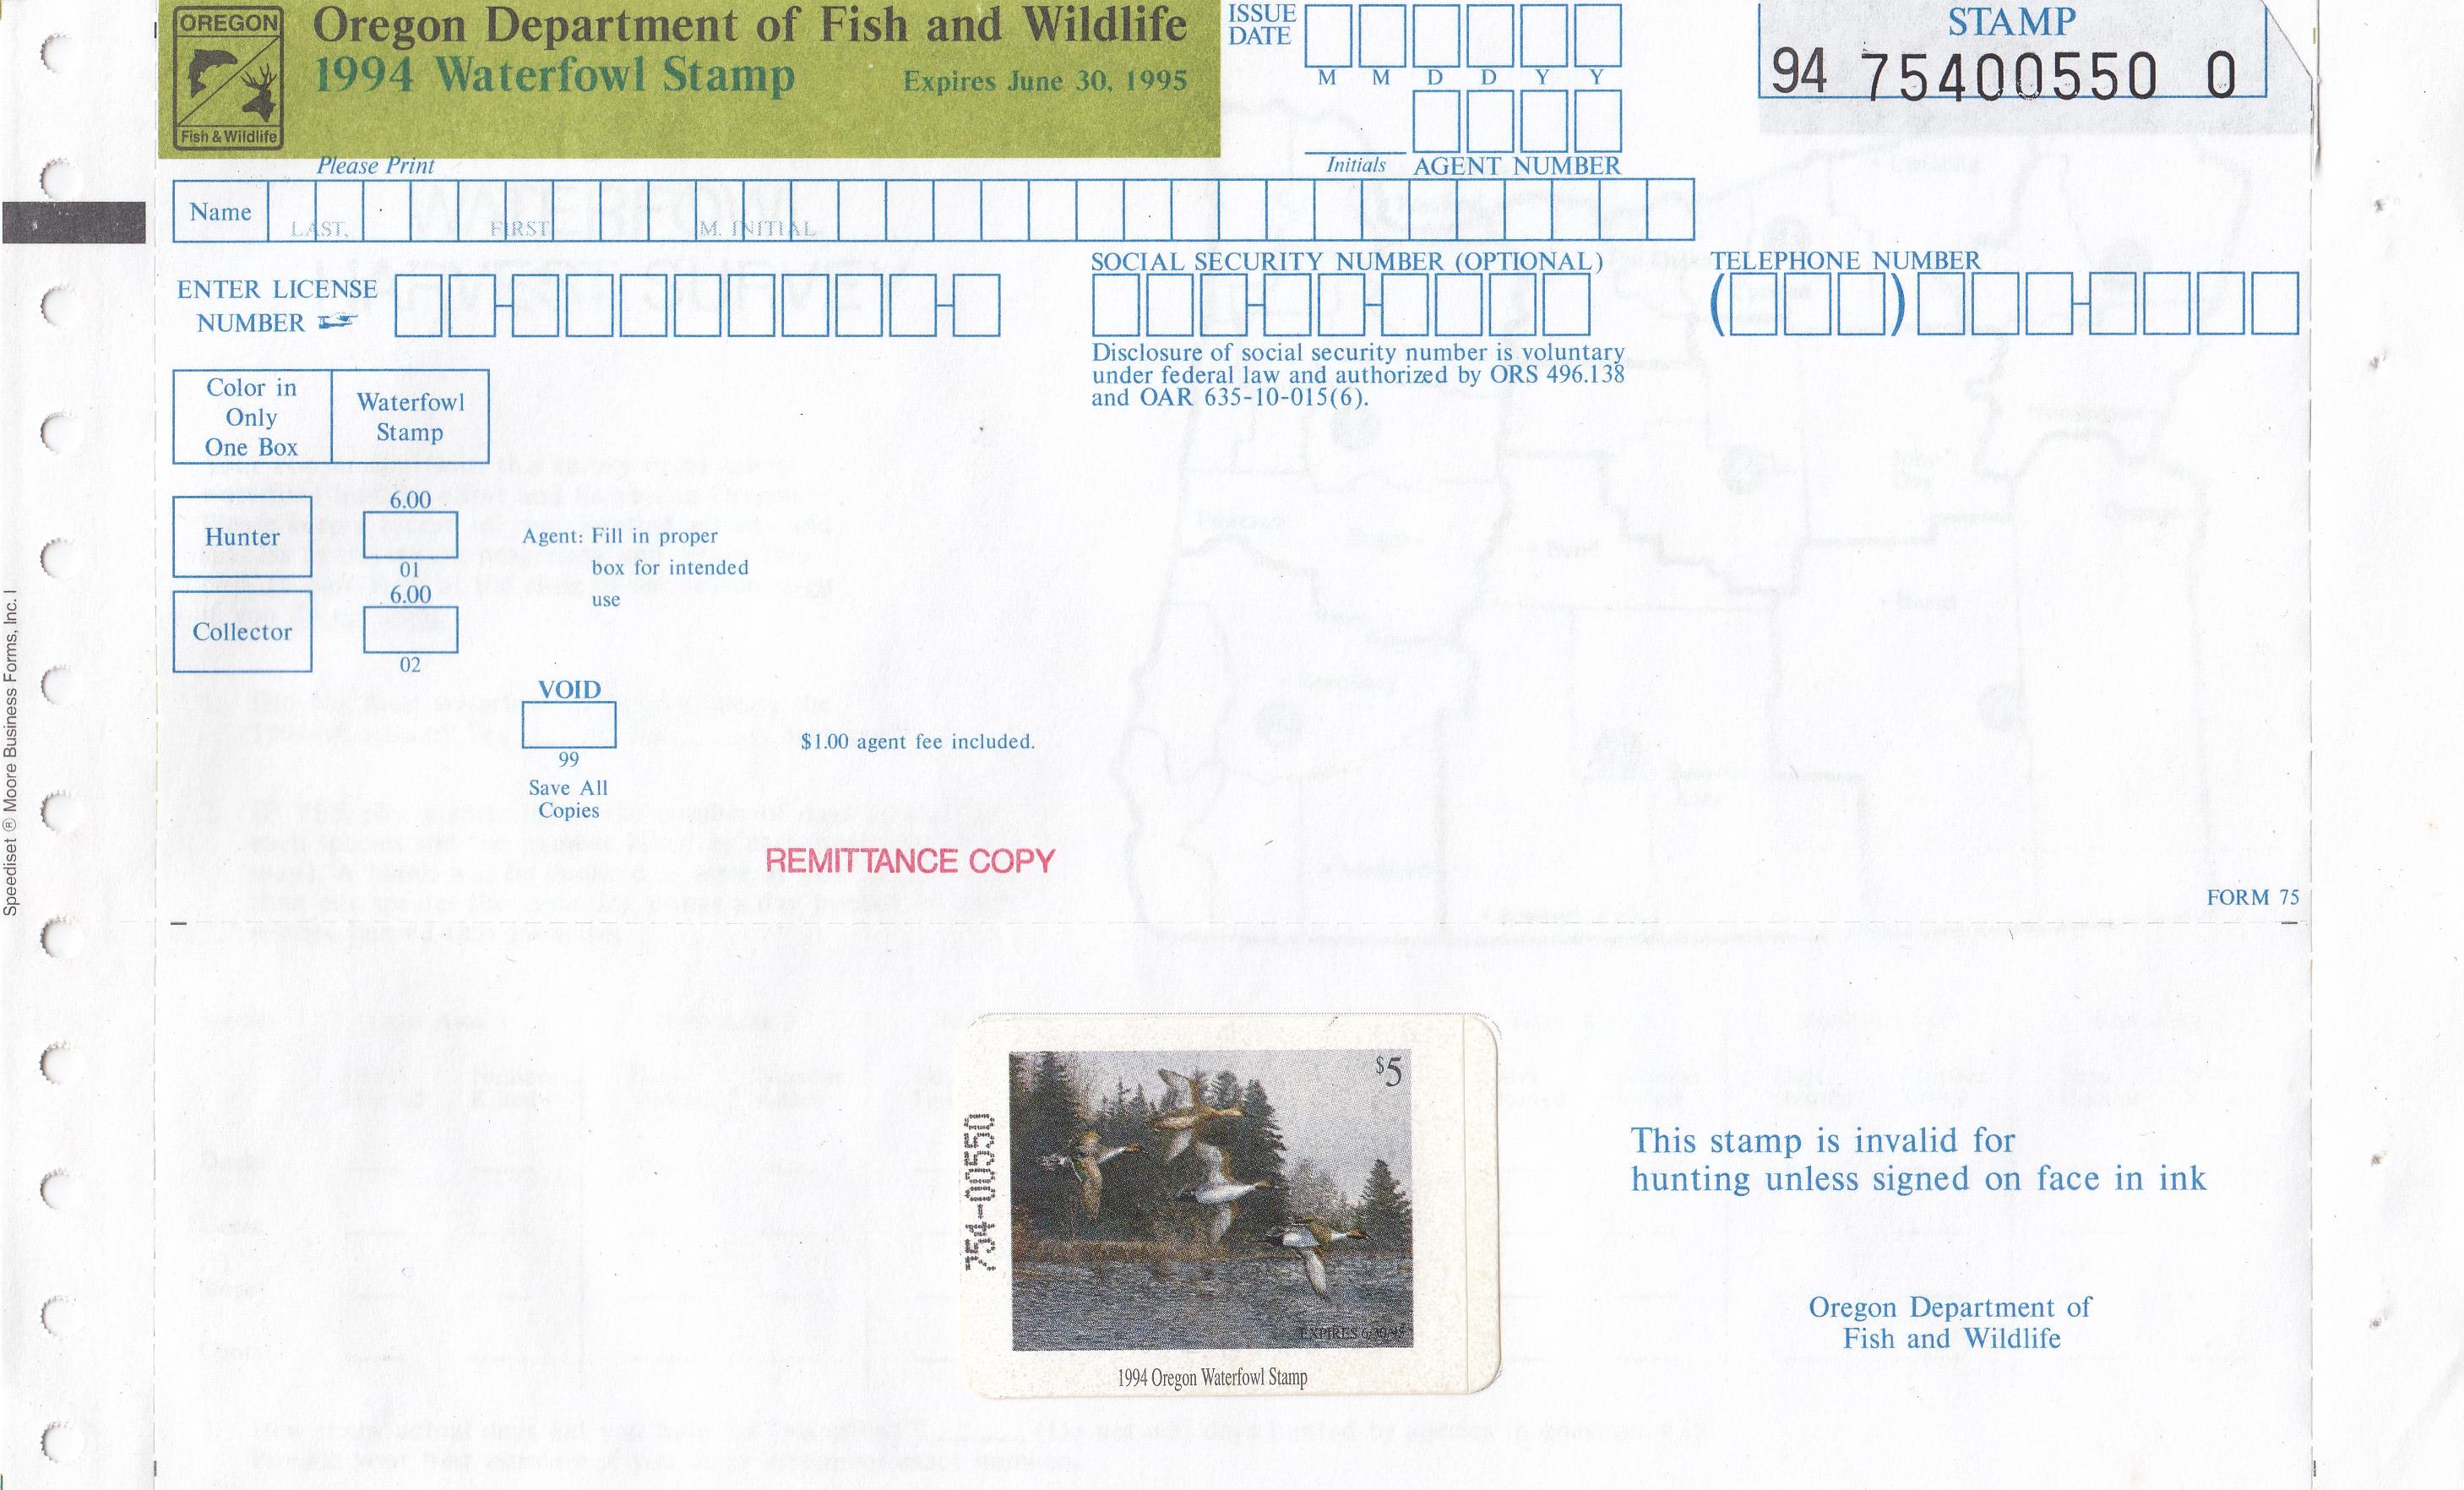 OREGON
Fish & Wildlife
Oregon Department of Fish and Wildlife
1994 Waterfowl Stamp Expires June 30, 1995
ISSUE
DATE
M M D D Y Y
Initials AGENT NUMBER
STAMP
94 75400550 0
Please Print
Name
LAST, FIRST M. INITIAL
ENTER LICENSE
NUMBER
SOCIAL SECURITY NUMBER (OPTIONAL)
TELEPHONE NUMBER
Disclosure of social security number is voluntary
under federal law and authorized by ORS 496.138
and OAR 635-10-015(6).
Color in
Only
One Box
Waterfowl
Stamp
Hunter
6.00
01
Agent: Fill in proper
box for intended
use
Collector
6.00
02
VOID
99
Save All
Copies
$1.00 agent fee included.
REMITTANCE COPY
FORM 75
Speediset ® Moore Business Forms, Inc. l
754-00550
$5
EXPIRES 6/30/95
1994 Oregon Waterfowl Stamp
This stamp is invalid for
hunting unless signed on face in ink
Oregon Department of
Fish and Wildlife